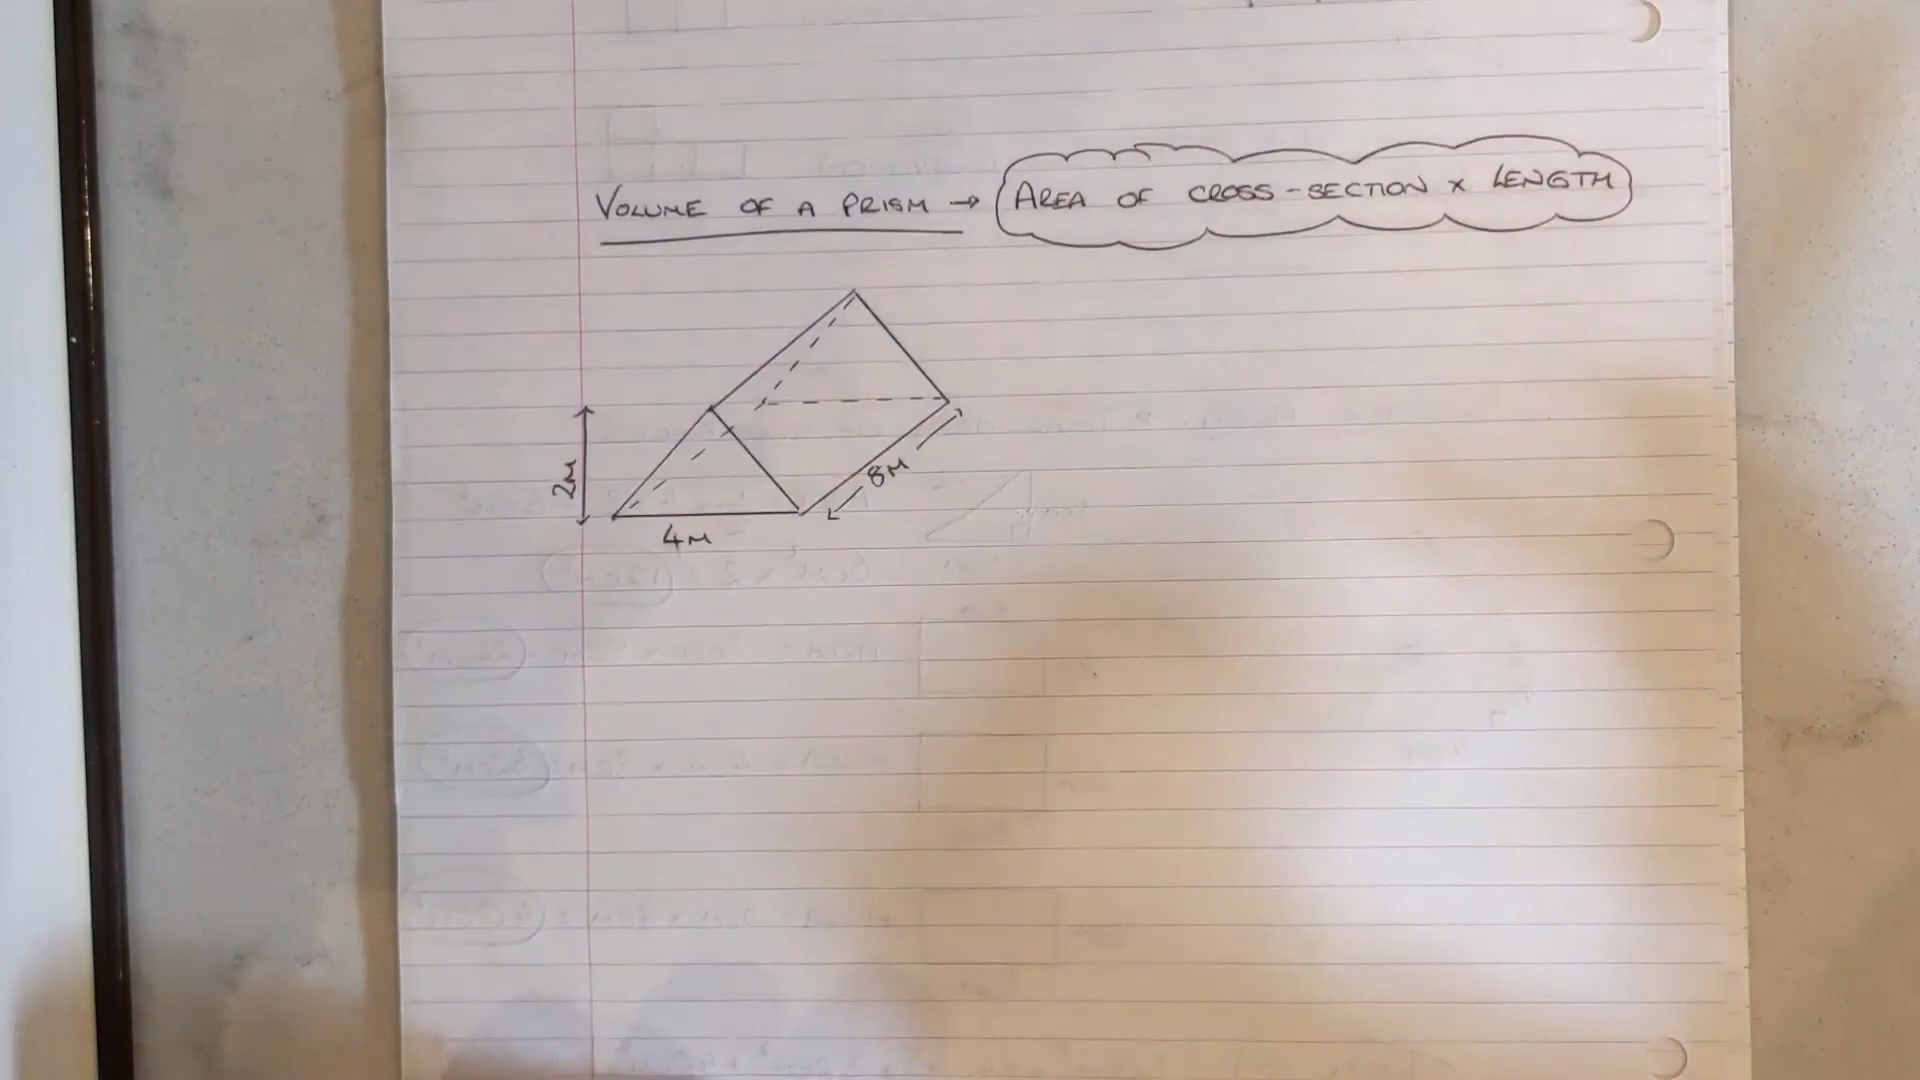 VOLUME OF A PRISM → AREA OF CROSS-SECTION × LENGTH
2M
8M
4M